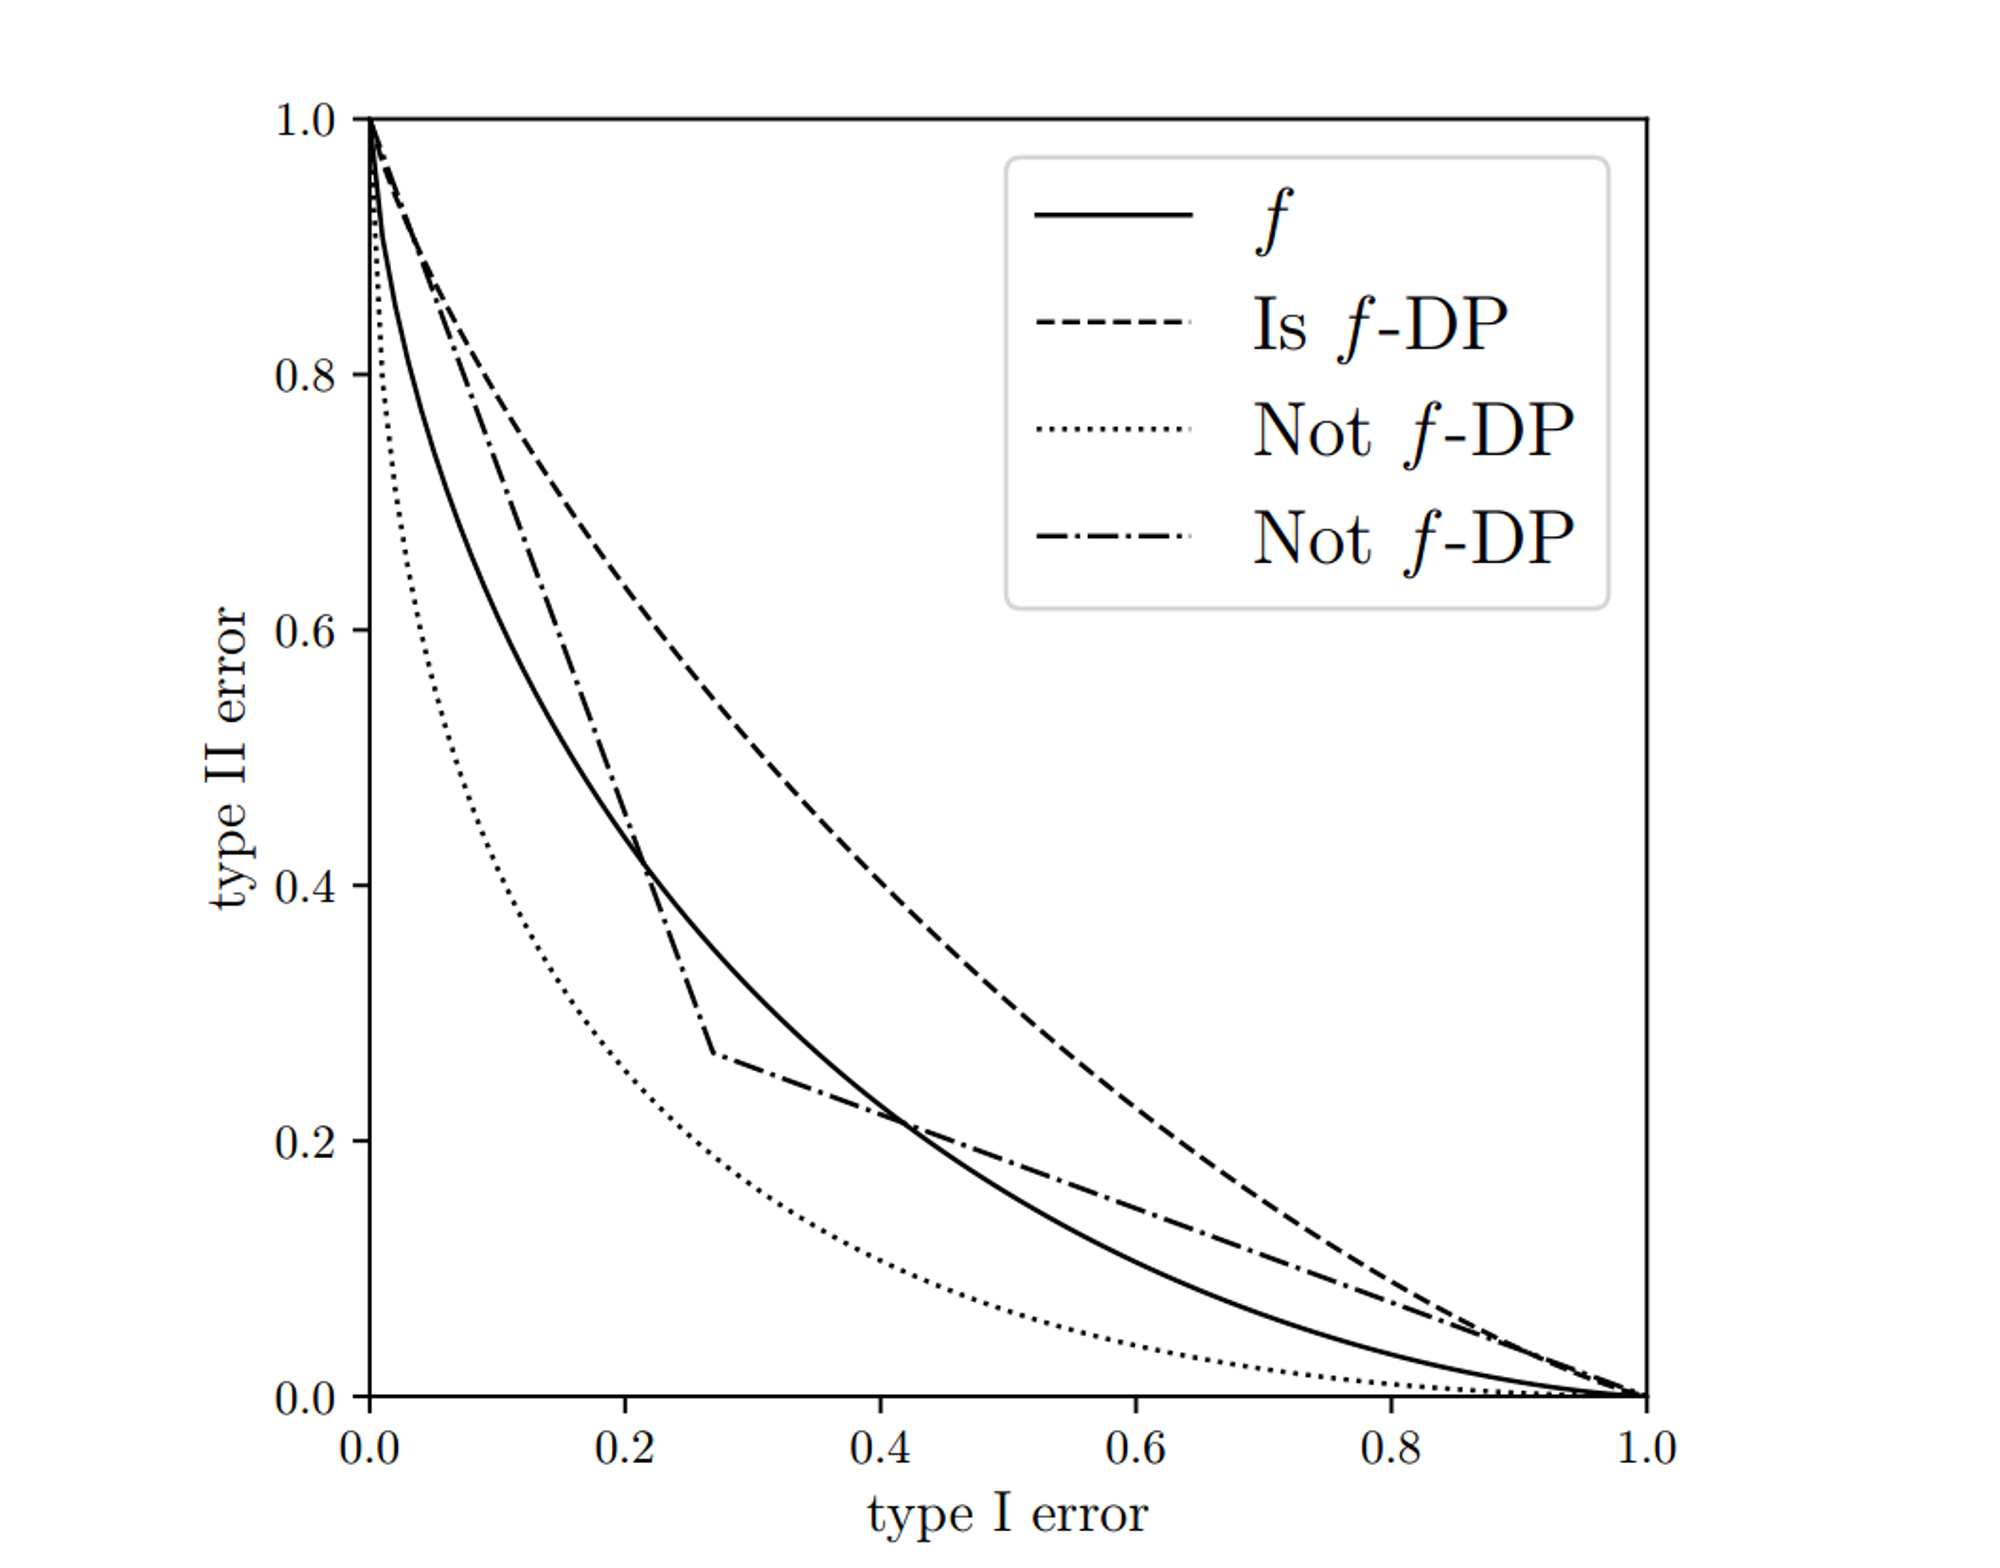 1.0
0.8
0.6
0.4
0.2
0.0
type II error
f
Is f-DP
Not f-DP
Not f-DP
0.0 0.2 0.4 0.6 0.8 1.0
type I error